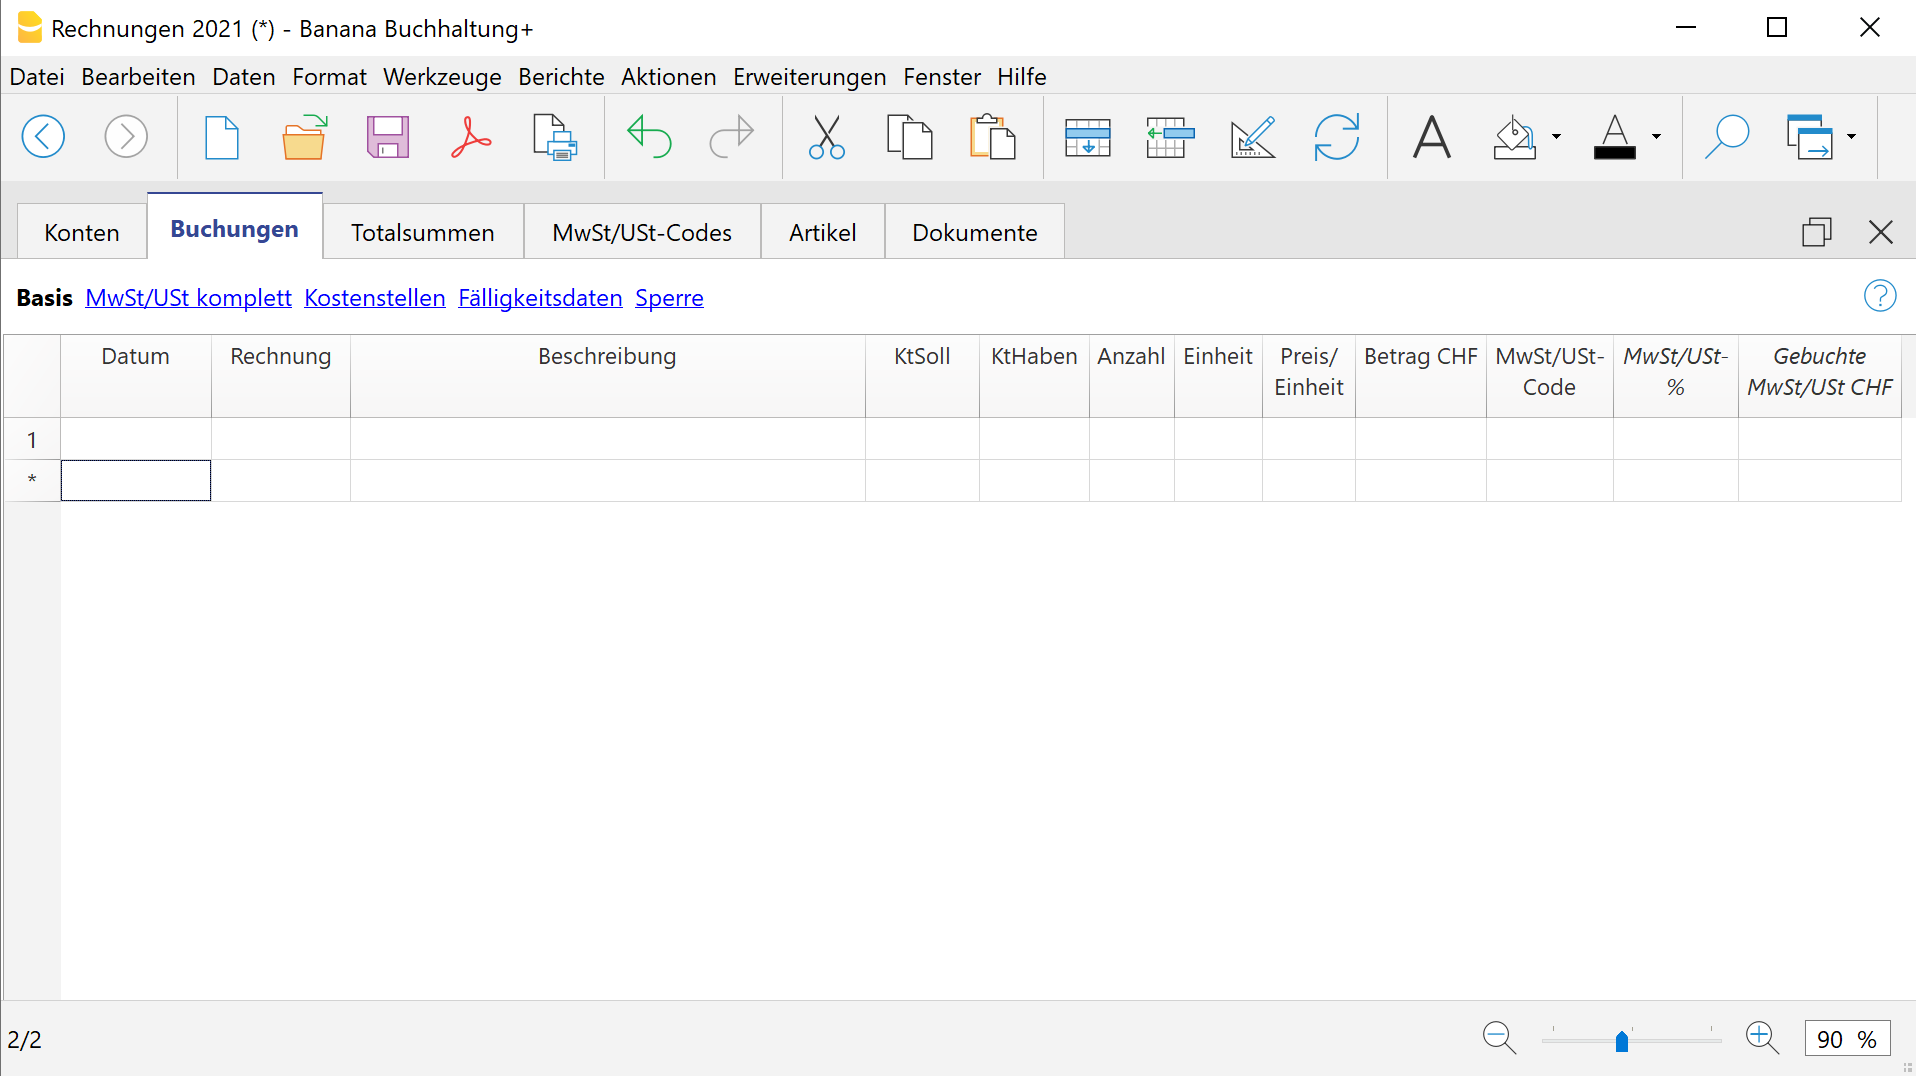 Rechnungen 2021 (*) - Banana Buchhaltung+
Datei Bearbeiten Daten Format Werkzeuge Berichte Aktionen Erweiterungen Fenster Hilfe
Konten Buchungen Totalsummen MwSt/USt-Codes Artikel Dokumente
Basis MwSt/USt komplett Kostenstellen Fälligkeitsdaten Sperre
Datum Rechnung Beschreibung KtSoll KtHaben Anzahl Einheit Preis/ Betrag CHF MwSt/USt- MwSt/USt- Gebuchte
Einheit Code % MwSt/USt CHF
1
*
2/2 90 %